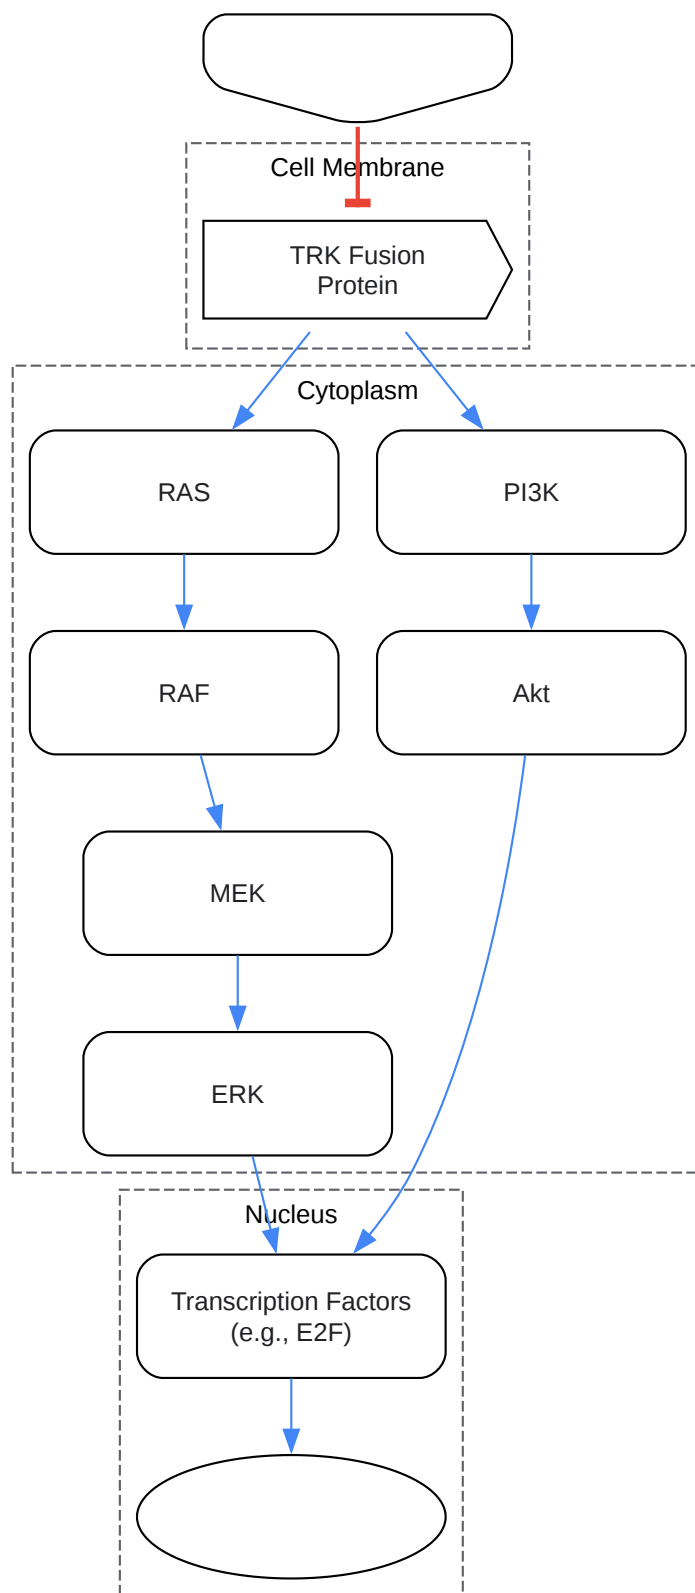 Cell Membrane
TRK Fusion
Protein
Cytoplasm
RAS
PI3K
RAF
Akt
MEK
ERK
Nucleus
Transcription Factors
(e.g., E2F)